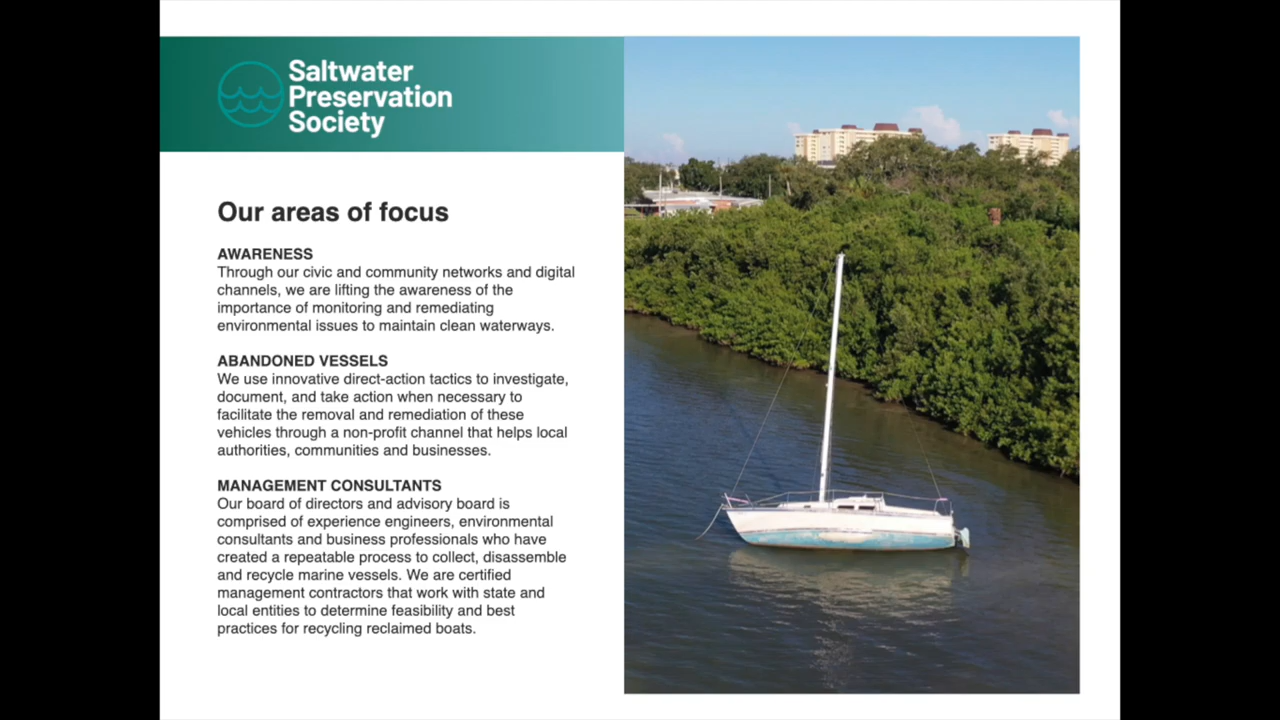 Saltwater
Preservation
Society
Our areas of focus
AWARENESS
Through our civic and community networks and digital
channels, we are lifting the awareness of the
importance of monitoring and remediating
environmental issues to maintain clean waterways.
ABANDONED VESSELS
We use innovative direct-action tactics to investigate,
document, and take action when necessary to
facilitate the removal and remediation of these
vehicles through a non-profit channel that helps local
authorities, communities and businesses.
MANAGEMENT CONSULTANTS
Our board of directors and advisory board is
comprised of experience engineers, environmental
consultants and business professionals who have
created a repeatable process to collect, disassemble
and recycle marine vessels. We are certified
management contractors that work with state and
local entities to determine feasibility and best
practices for recycling reclaimed boats.